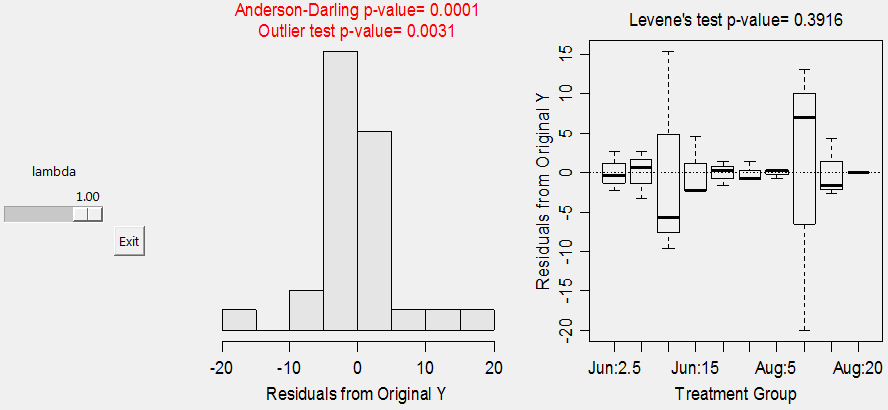 lambda
1.00
Exit
Anderson-Darling p-value= 0.0001
Outlier test p-value= 0.0031
-20 -10 0 10 20
Residuals from Original Y
Levene's test p-value= 0.3916
Residuals from Original Y
15
10
5
0
-5
-10
-15
-20
Jun:2.5 Jun:15 Aug:5 Aug:20
Treatment Group